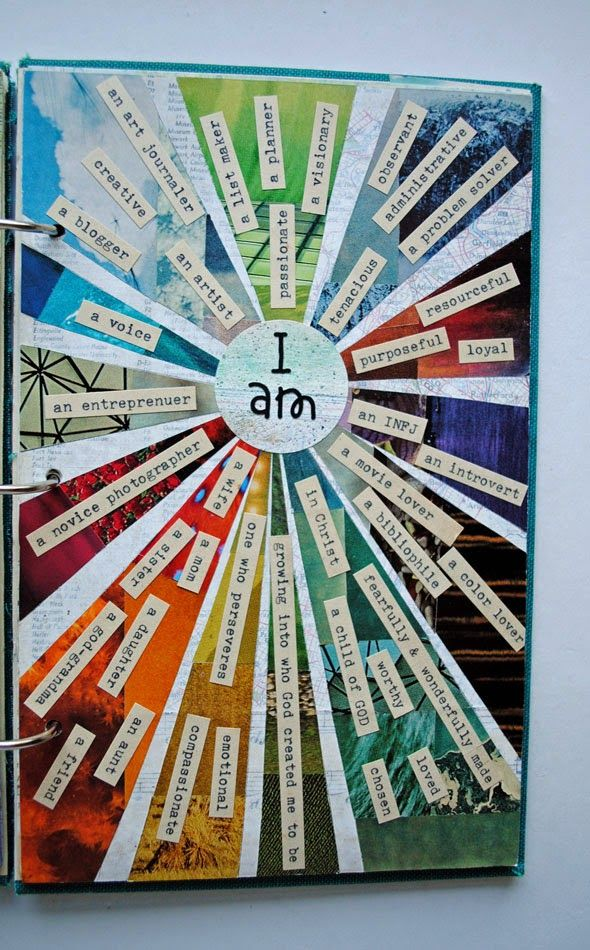 I
am
an art journaler
creative
a blogger
an artist
a list maker
a planner
a visionary
passionate
observant
administrative
a problem solver
tenacious
resourceful
purposeful
loyal
a voice
an entreprenuer
an INFJ
an introvert
a movie lover
a bibliophile
a color lover
a novice photographer
a wife
a mom
a sister
a daughter
a god-grandma
an aunt
a friend
one who perseveres
emotional
compassionate
growing into who God created me to be
in Christ
a child of GOD
fearfully & wonderfully made
worthy
loved
chosen